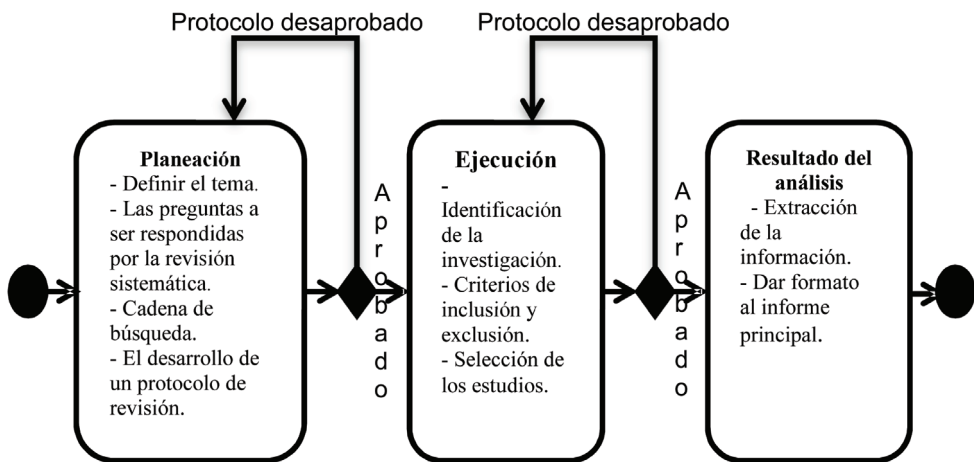 Protocolo desaprobado
Protocolo desaprobado
Planeación
- Definir el tema.
- Las preguntas a
ser respondidas
por la revisión
sistemática.
- Cadena de
búsqueda.
- El desarrollo de
un protocolo de
revisión.
Aprobado
Ejecución
-
Identificación
de la
investigación.
- Criterios de
inclusión y
exclusión.
- Selección de
los estudios.
Aprobado
Resultado del
análisis
- Extracción
de la
información.
- Dar formato
al informe
principal.